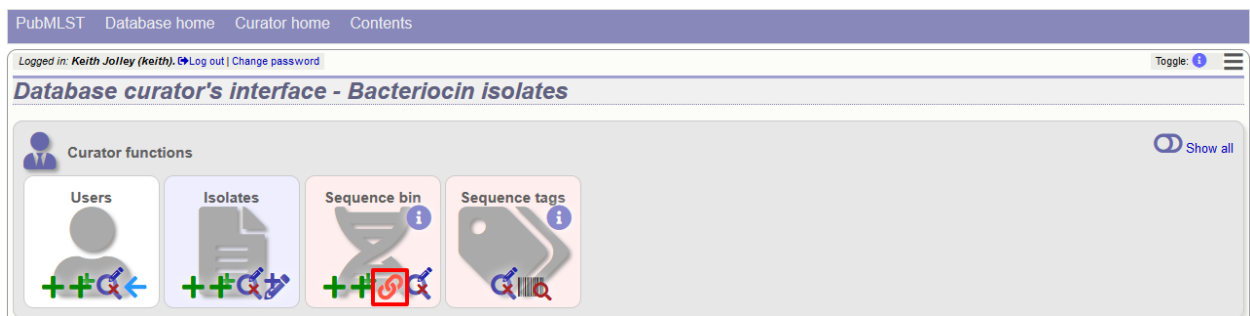 PubMLST Database home Curator home Contents
Logged in: Keith Jolley (keith). Log out | Change password Toggle: i
Database curator's interface - Bacteriocin isolates
Curator functions Show all
Users Isolates Sequence bin Sequence tags
i i